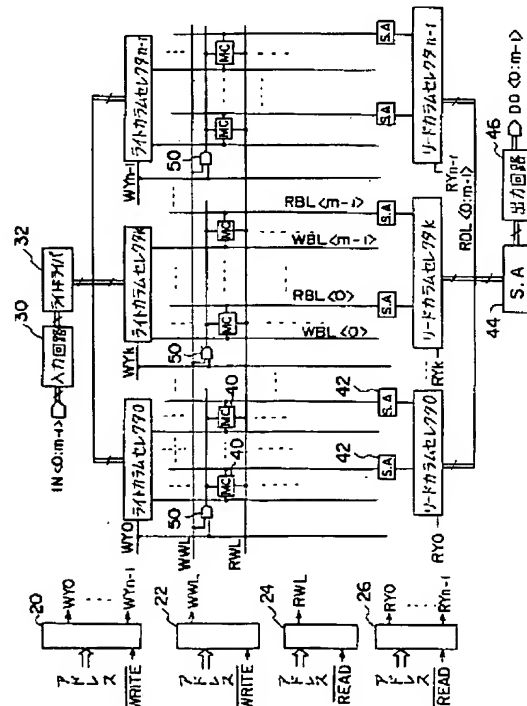 IN<0:m-1>
30
入力回路
32
ライトドライバ
WY0
ライトカラムセレクタ0
WYk
ライトカラムセレクタk
WYn-1
ライトカラムセレクタn-1
WWL
RWL
50
50
50
MC
MC
MC
MC
MC
MC
40
40
WBL<0>
RBL<0>
WBL<m-1>
RBL<m-1>
42
42
S.A
S.A
S.A
S.A
S.A
S.A
RY0
リードカラムセレクタ0
RYk
リードカラムセレクタk
RYn-1
リードカラムセレクタn-1
RDL<0:m-1>
44
S.A
46
出力回路
DO<0:m-1>
20
アドレス
WRITE
WY0
WYn-1
22
アドレス
WRITE
WWL
24
アドレス
READ
RWL
26
アドレス
READ
RY0
RYn-1